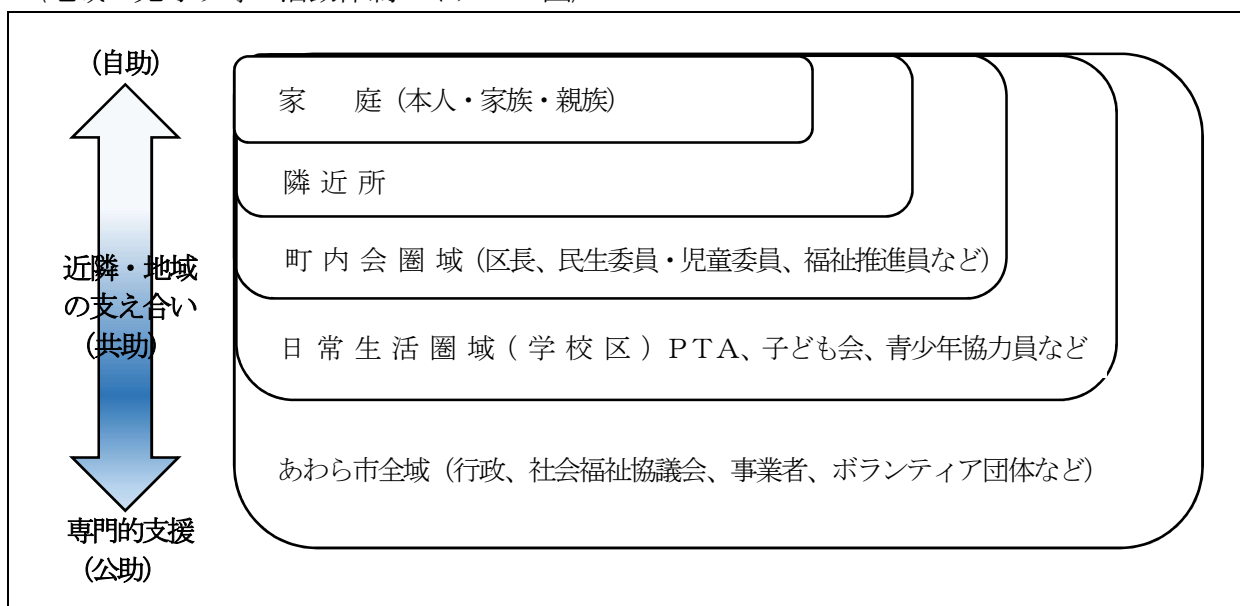 (自助)
家　庭（本人・家族・親族）
隣近所
町内会圏域（区長、民生委員・児童委員、福祉推進員など）
近隣・地域
の支え合い
(共助)
日常生活圏域（学校区）ＰＴＡ、子ども会、青少年協力員など
あわら市全域（行政、社会福祉協議会、事業者、ボランティア団体など）
専門的支援
(公助)